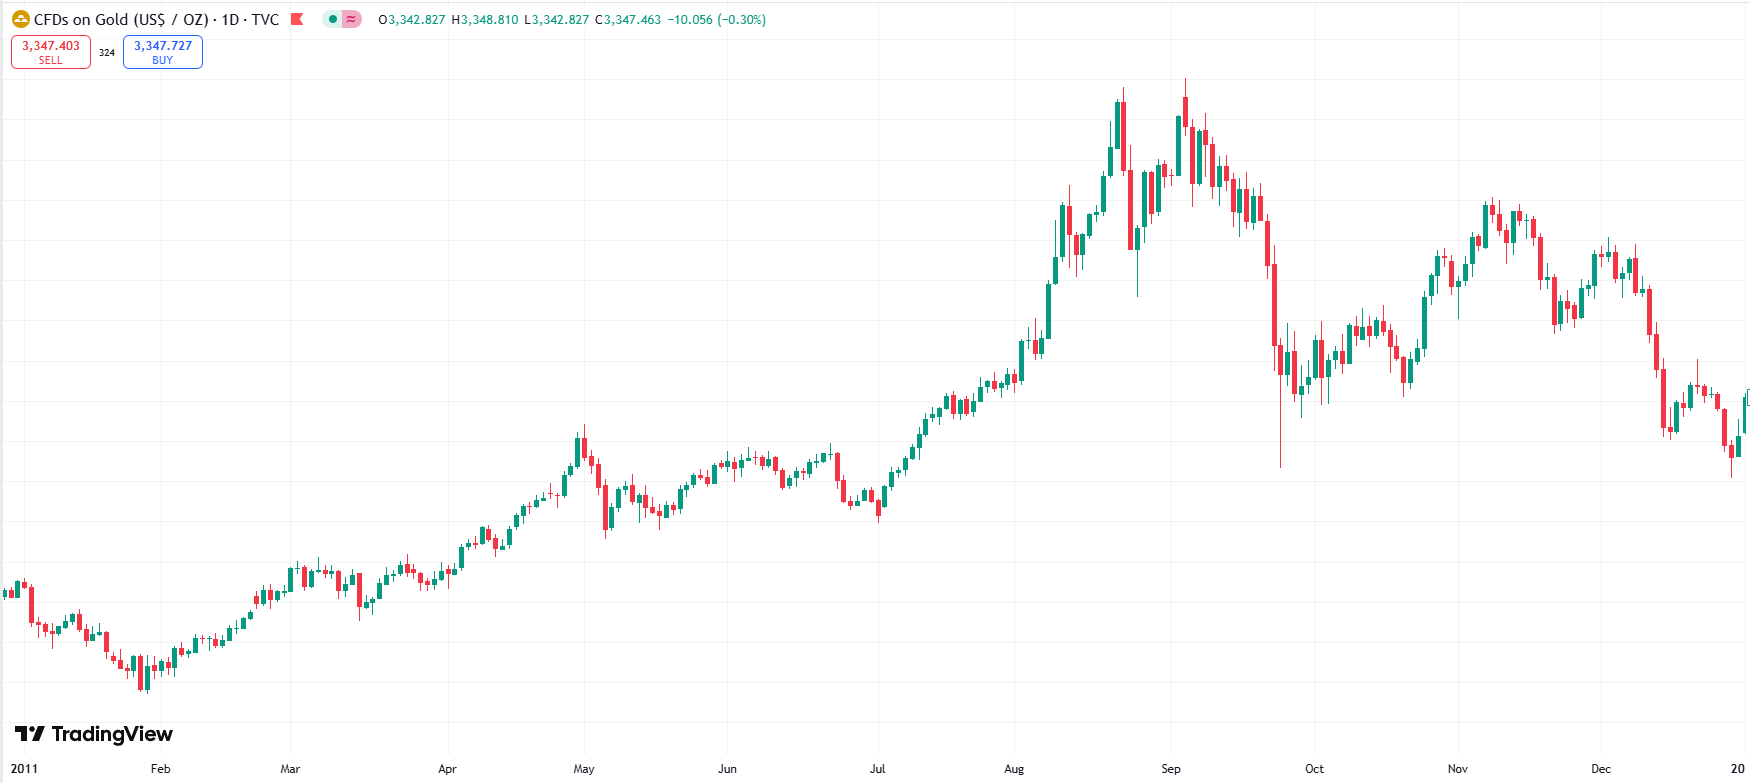 CFDs on Gold (US$ / OZ) · 1D · TVC O3,342.827 H3,348.810 L3,342.827 C3,347.463 −10.056 (−0.30%)
3,347.403 324 3,347.727
SELL BUY
TradingView
2011 Feb Mar Apr May Jun Jul Aug Sep Oct Nov Dec 20